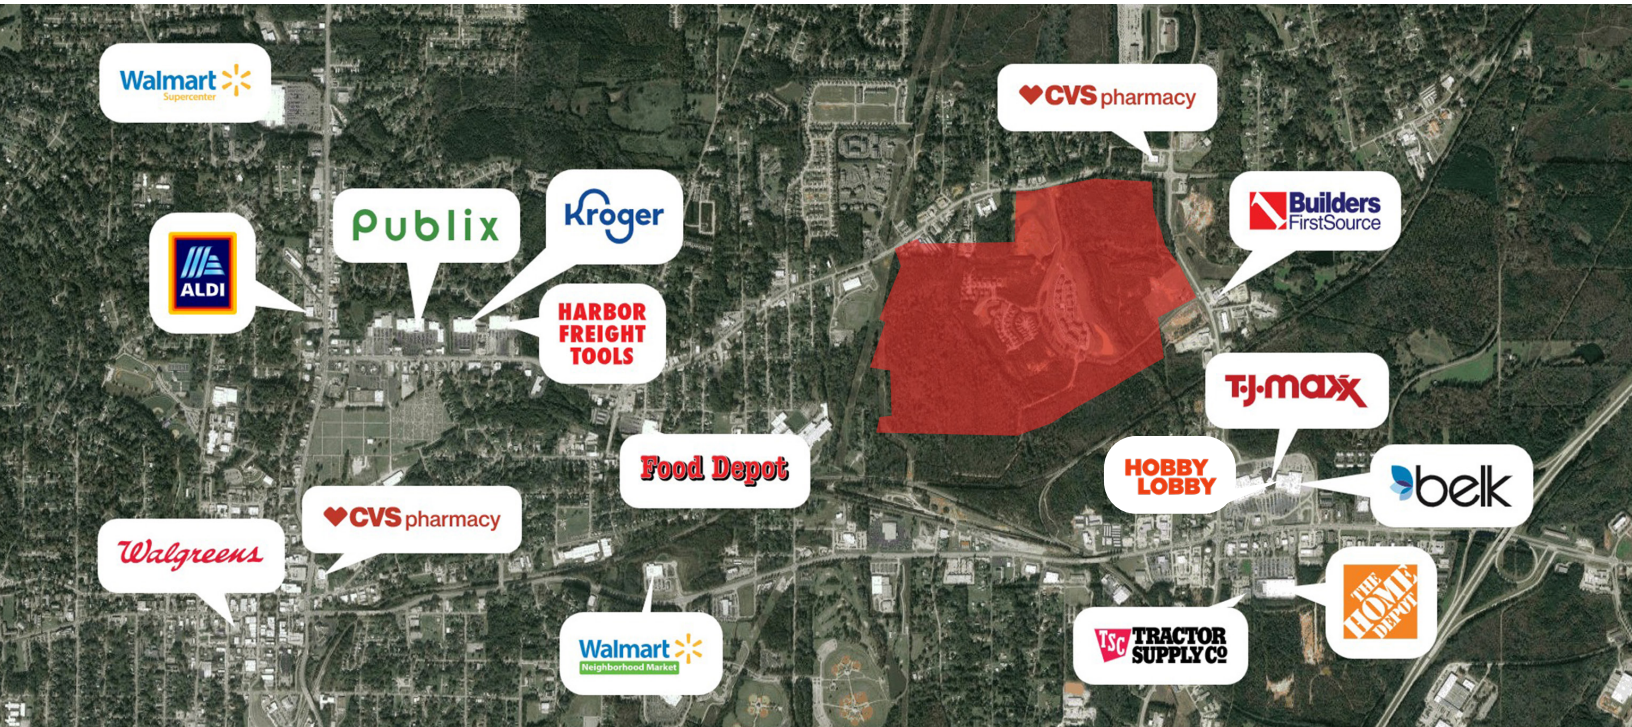 Walmart
Supercenter
CVS pharmacy
Publix
Kroger
Builders
FirstSource
ALDI
HARBOR
FREIGHT
TOOLS
T.J.maxx
Food Depot
HOBBY
LOBBY
belk
CVS pharmacy
Walgreens
THE
HOME
DEPOT
Walmart
Neighborhood Market
TSC TRACTOR
SUPPLY CO